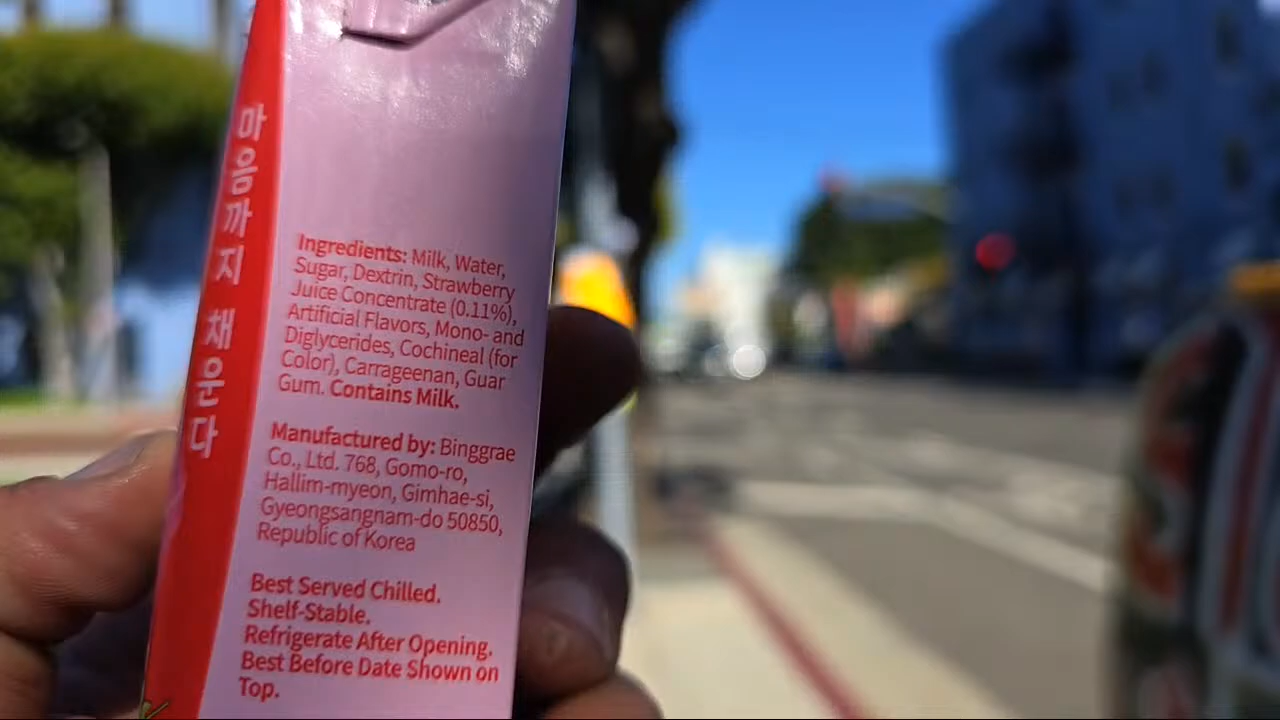 마음까지 채운다
Ingredients: Milk, Water,
Sugar, Dextrin, Strawberry
Juice Concentrate (0.11%),
Artificial Flavors, Mono- and
Diglycerides, Cochineal (for
Color), Carrageenan, Guar
Gum. Contains Milk.
Manufactured by: Binggrae
Co., Ltd. 768, Gomo-ro,
Hallim-myeon, Gimhae-si,
Gyeongsangnam-do 50850,
Republic of Korea
Best Served Chilled.
Shelf-Stable.
Refrigerate After Opening.
Best Before Date Shown on
Top.